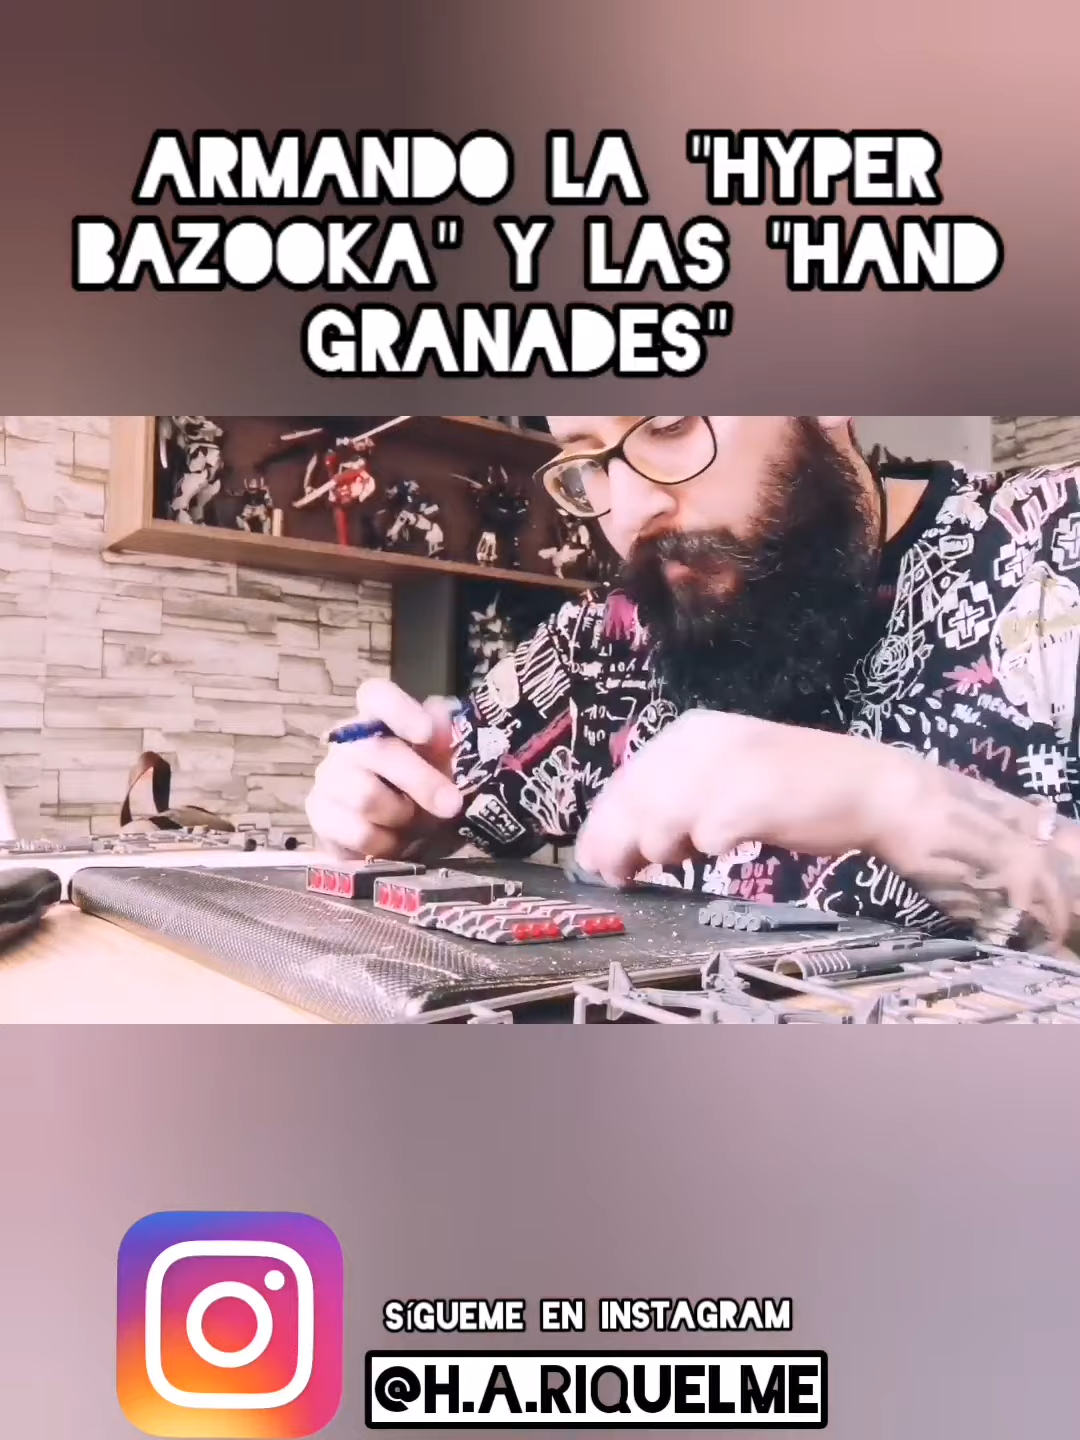 ARMANDO LA "HYPER
BAZOOKA" Y LAS "HAND
GRANADES"
SÍGUEME EN INSTAGRAM
@H.A.RIQUELME